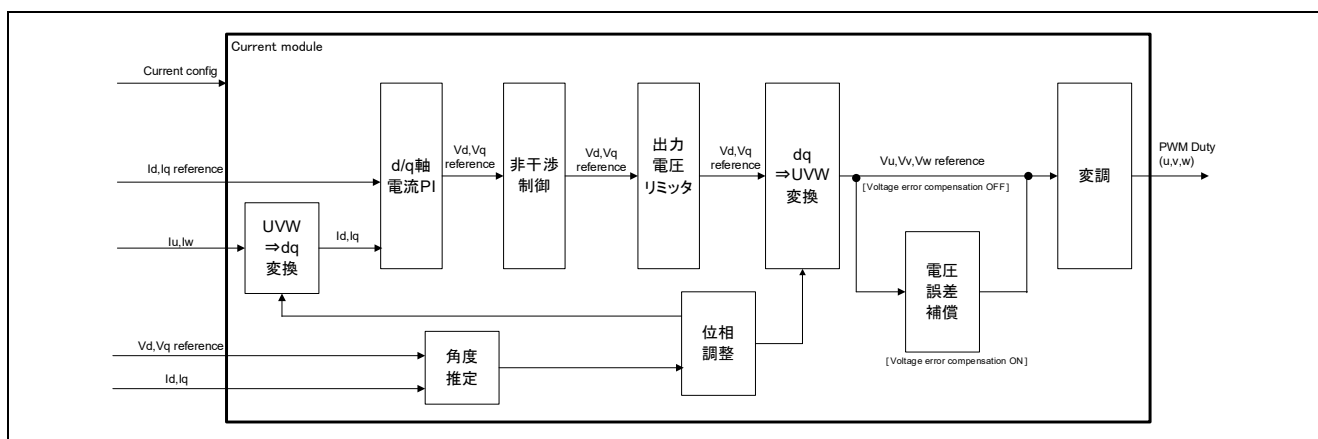 Current module
Current config
Id,Iq reference
Iu,Iw
Vd,Vq reference
Id,Iq
UVW
⇒dq
変換
Id,Iq
d/q軸
電流PI
Vd,Vq
reference
非干渉
制御
Vd,Vq
reference
出力
電圧
リミッタ
Vd,Vq
reference
dq
⇒UVW
変換
Vu,Vv,Vw reference
[Voltage error compensation OFF]
電圧
誤差
補償
[Voltage error compensation ON]
変調
PWM Duty
(u,v,w)
角度
推定
位相
調整